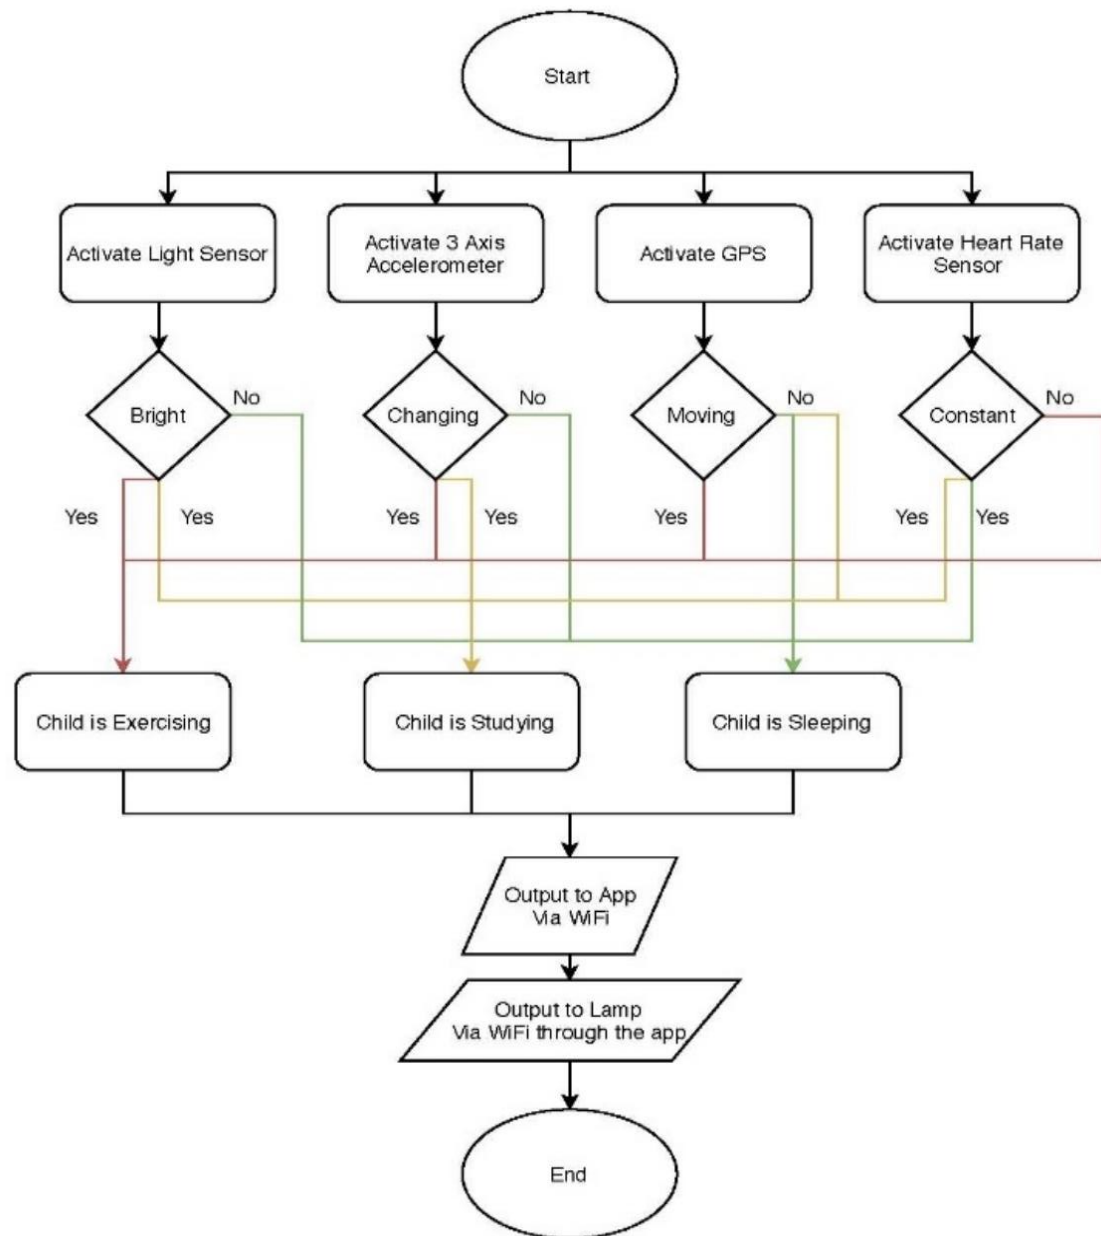 Start
Activate Light Sensor
Activate 3 Axis
Accelerometer
Activate GPS
Activate Heart Rate
Sensor
Bright
No
Changing
No
Moving
No
Constant
No
Yes
Yes
Yes
Yes
Yes
Yes
Yes
Child is Exercising
Child is Studying
Child is Sleeping
Output to App
Via WiFi
Output to Lamp
Via WiFi through the app
End